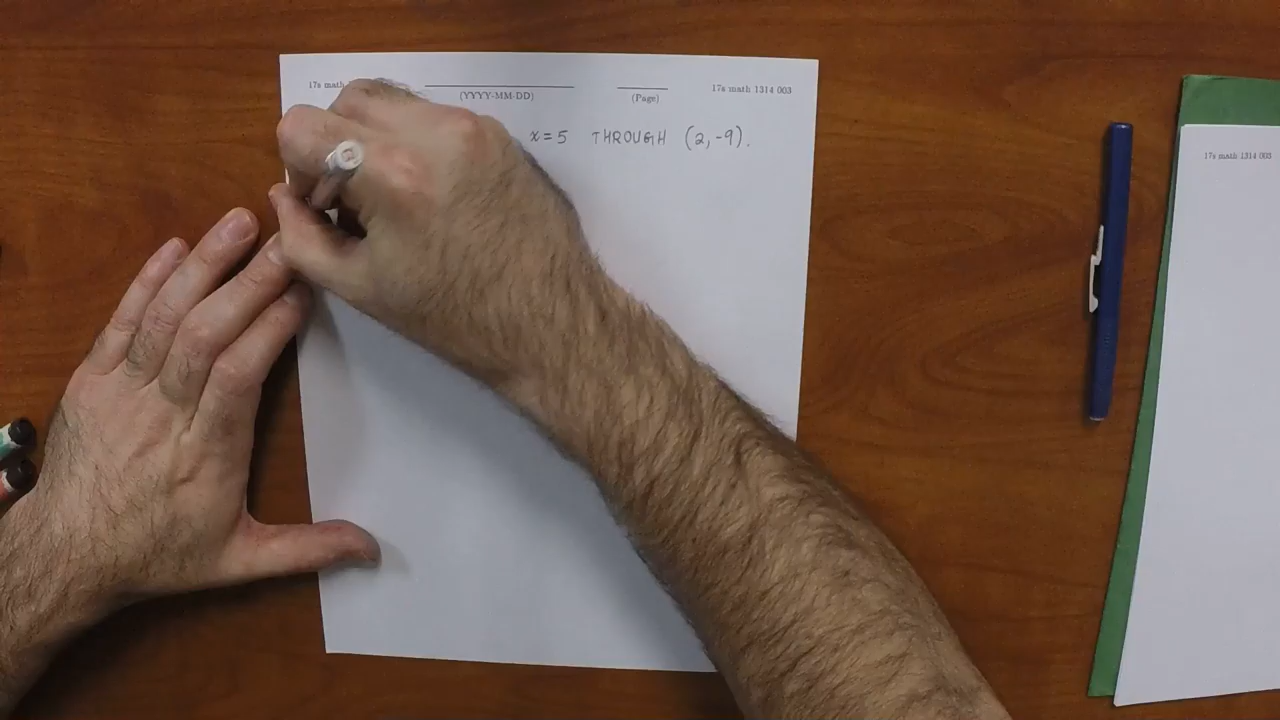 17s math
(YYYY-MM-DD)
(Page)
17s math 1314 003
x=5 THROUGH (2,-9).
17s math 1314 003